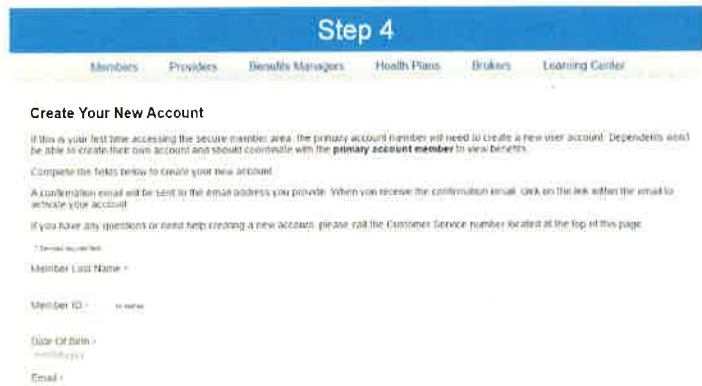 Step 4
Members Providers Benefits Managers Health Plans Brokers Learning Center
Create Your New Account
If this is your first time accessing the secure member area, the primary account member will need to create a new user account. Dependents won't
be able to create their own account and should coordinate with the primary account member to view benefits.
Complete the fields below to create your new account.
A confirmation email will be sent to the email address you provide. When you receive the confirmation email, click on the link within the email to
activate your account.
If you have any questions or need help creating a new account, please call the Customer Service number located at the top of this page.
* Denotes required field.
Member Last Name *
Member ID *
Date Of Birth *
mm/dd/yyyy
Email *